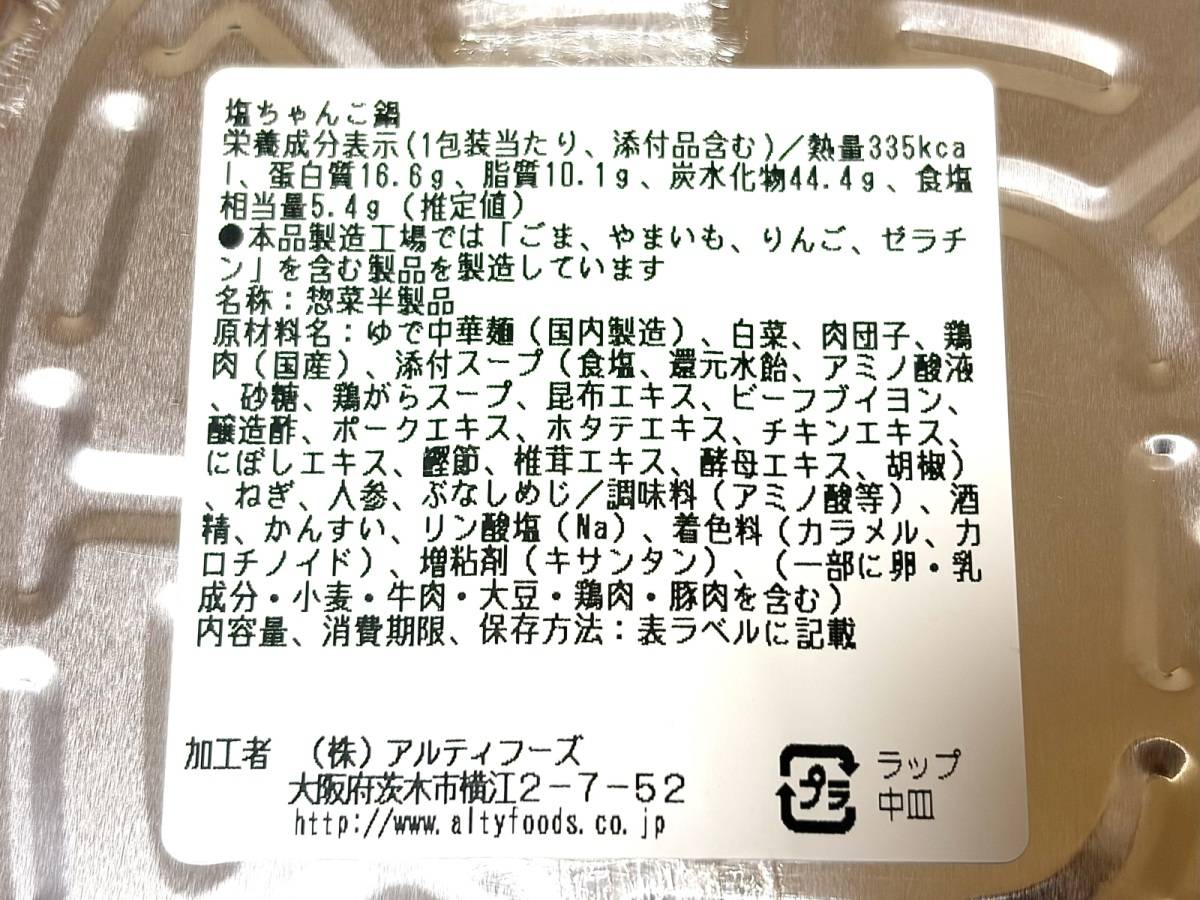 塩ちゃんこ鍋
栄養成分表示(1包装当たり、添付品含む)／熱量335kca
l、蛋白質16.6g、脂質10.1g、炭水化物44.4g、食塩
相当量5.4g(推定値)
●本品製造工場では「ごま、やまいも、りんご、ゼラチ
ン」を含む製品を製造しています
名称：惣菜半製品
原材料名：ゆで中華麺(国内製造)、白菜、肉団子、鶏
肉(国産)、添付スープ(食塩、還元水飴、アミノ酸液
、砂糖、鶏がらスープ、昆布エキス、ビーフブイヨン、
醸造酢、ポークエキス、ホタテエキス、チキンエキス、
にぼしエキス、鰹節、椎茸エキス、酵母エキス、胡椒)
、ねぎ、人参、ぶなしめじ／調味料(アミノ酸等)、酒
精、かんすい、リン酸塩(Na)、着色料(カラメル、カ
ロチノイド)、増粘剤(キサンタン)、(一部に卵・乳
成分・小麦・牛肉・大豆・鶏肉・豚肉を含む)
内容量、消費期限、保存方法：表ラベルに記載
加工者 (株)アルティフーズ
大阪府茨木市横江2-7-52
http://www.altyfoods.co.jp
プラ
ラップ
中皿